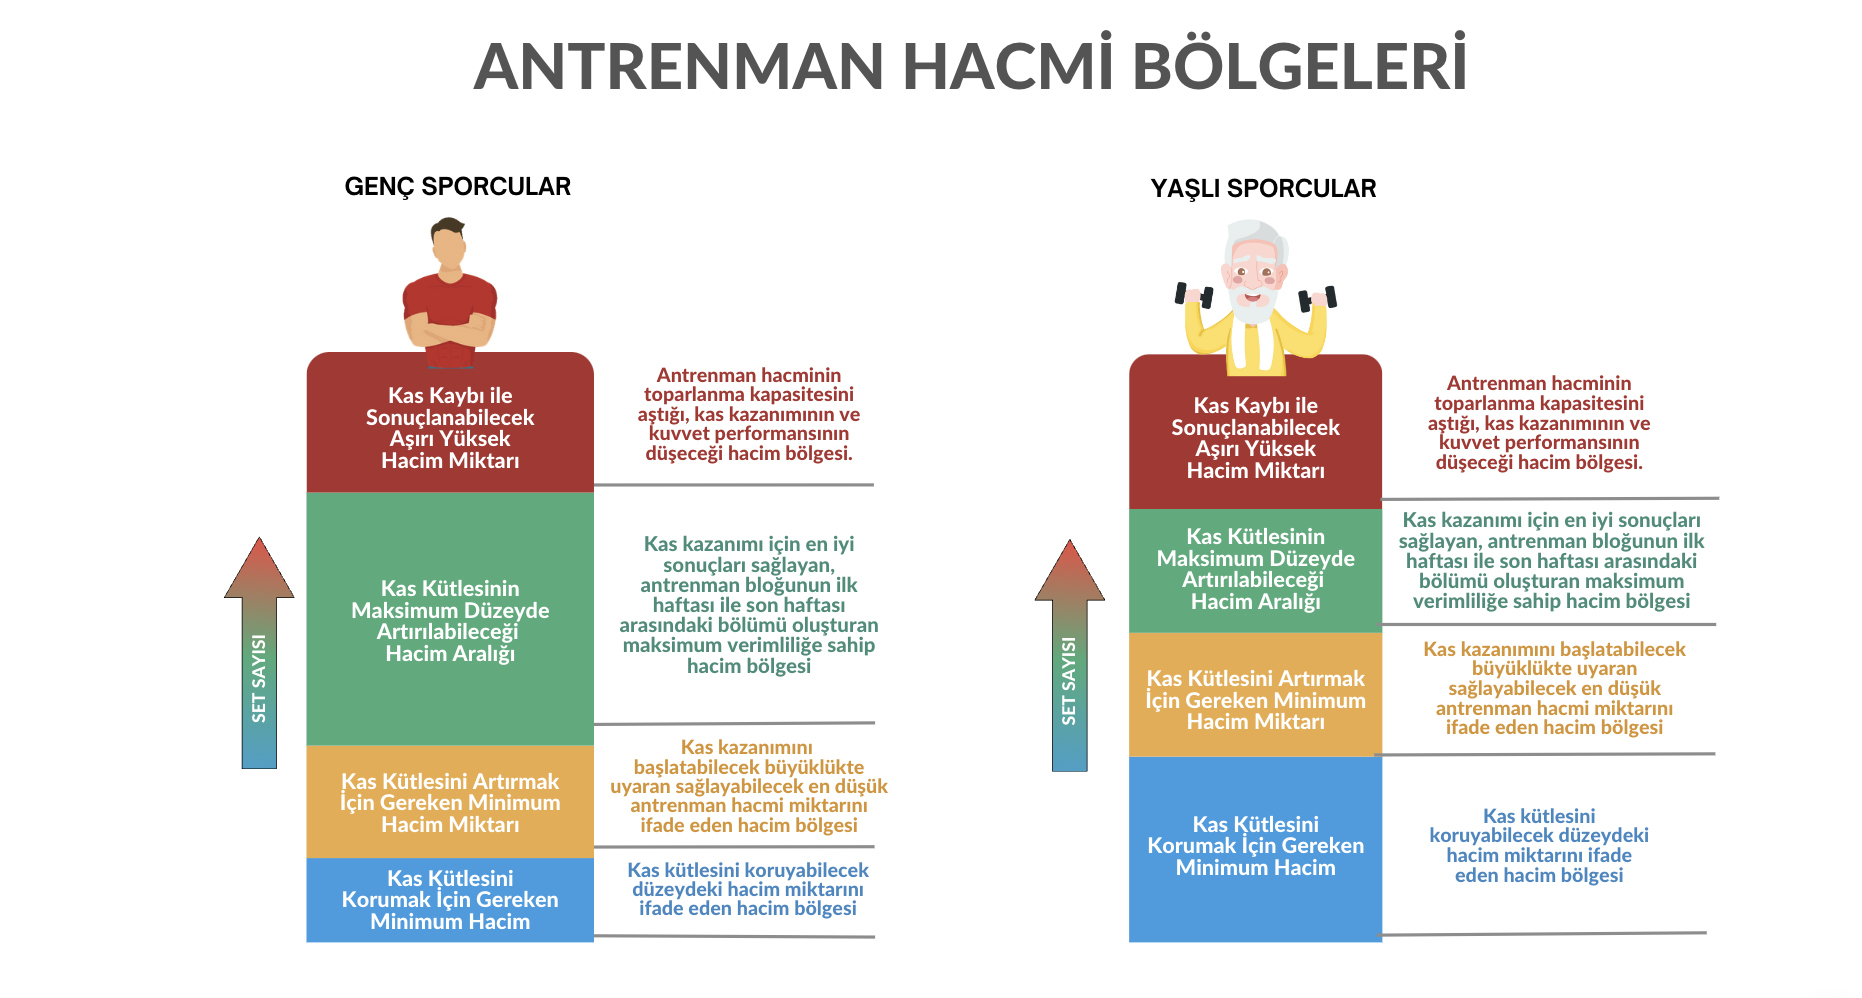 ANTRENMAN HACMİ BÖLGELERİ
GENÇ SPORCULAR
Kas Kaybı ile
Sonuçlanabilecek
Aşırı Yüksek
Hacim Miktarı
Antrenman hacminin
toparlanma kapasitesini
aştığı, kas kazanımının ve
kuvvet performansının
düşeceği hacim bölgesi.
Kas Kütlesinin
Maksimum Düzeyde
Artırılabileceği
Hacim Aralığı
Kas kazanımı için en iyi
sonuçları sağlayan,
antrenman bloğunun ilk
haftası ile son haftası
arasındaki bölümü oluşturan
maksimum verimliliğe sahip
hacim bölgesi
SET SAYISI
Kas Kütlesini Artırmak
İçin Gereken Minimum
Hacim Miktarı
Kas kazanımını
başlatabilecek büyüklükte
uyaran sağlayabilecek en düşük
antrenman hacmi miktarını
ifade eden hacim bölgesi
Kas Kütlesini
Korumak İçin Gereken
Minimum Hacim
Kas kütlesini koruyabilecek
düzeydeki hacim miktarını
ifade eden hacim bölgesi
YAŞLI SPORCULAR
Kas Kaybı ile
Sonuçlanabilecek
Aşırı Yüksek
Hacim Miktarı
Antrenman hacminin
toparlanma kapasitesini
aştığı, kas kazanımının ve
kuvvet performansının
düşeceği hacim bölgesi.
Kas Kütlesinin
Maksimum Düzeyde
Artırılabileceği
Hacim Aralığı
Kas kazanımı için en iyi sonuçları
sağlayan, antrenman bloğunun ilk
haftası ile son haftası arasındaki
bölümü oluşturan maksimum
verimliliğe sahip hacim bölgesi
SET SAYISI
Kas Kütlesini Artırmak
İçin Gereken Minimum
Hacim Miktarı
Kas kazanımını başlatabilecek
büyüklükte uyaran
sağlayabilecek en düşük
antrenman hacmi miktarını
ifade eden hacim bölgesi
Kas Kütlesini
Korumak İçin Gereken
Minimum Hacim
Kas kütlesini
koruyabilecek düzeydeki
hacim miktarını ifade
eden hacim bölgesi